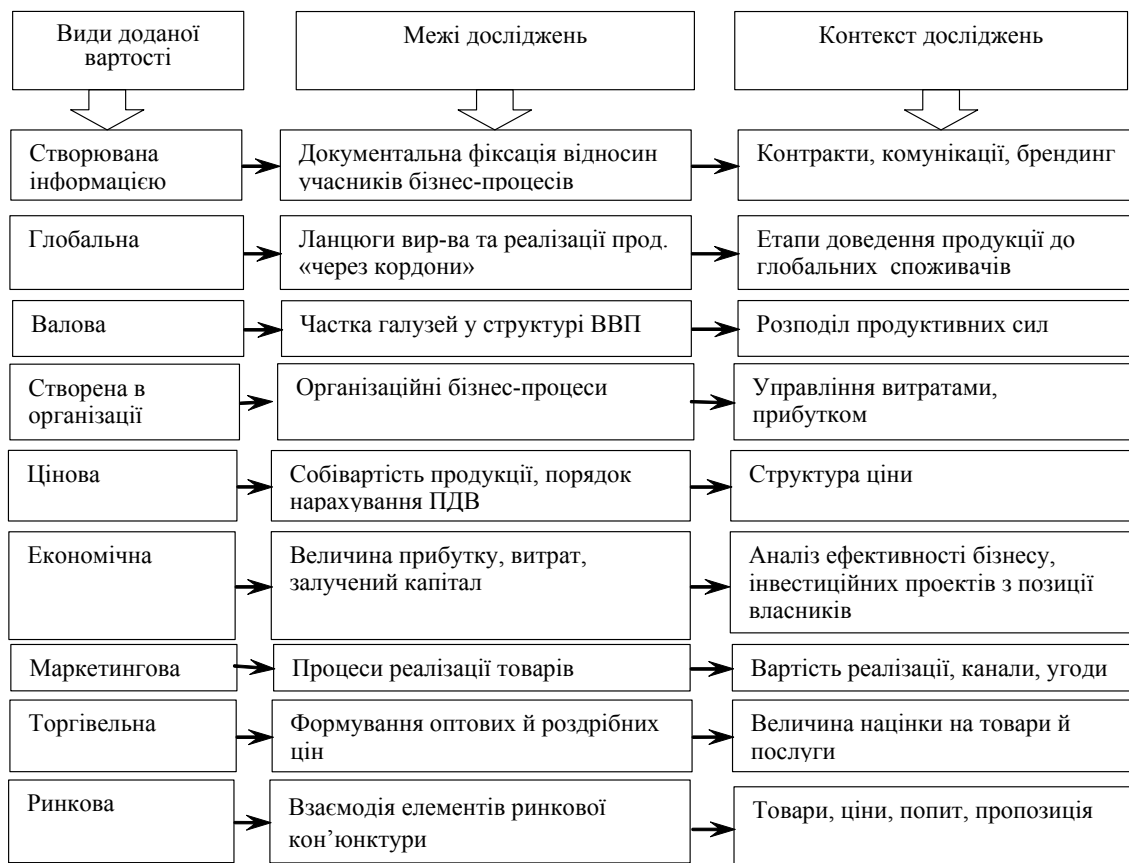 Види доданої
вартості
Межі досліджень
Контекст досліджень
Створювана
інформацією
Документальна фіксація відносин
учасників бізнес-процесів
Контракти, комунікації, брендинг
Глобальна
Ланцюги вир-ва та реалізації прод.
«через кордони»
Етапи доведення продукції до
глобальних споживачів
Валова
Частка галузей у структурі ВВП
Розподіл продуктивних сил
Створена в
організації
Організаційні бізнес-процеси
Управління витратами,
прибутком
Цінова
Собівартість продукції, порядок
нарахування ПДВ
Структура ціни
Економічна
Величина прибутку, витрат,
залучений капітал
Аналіз ефективності бізнесу,
інвестиційних проектів з позиції
власників
Маркетингова
Процеси реалізації товарів
Вартість реалізації, канали, угоди
Торгівельна
Формування оптових й роздрібних
цін
Величина націнки на товари й
послуги
Ринкова
Взаємодія елементів ринкової
кон’юнктури
Товари, ціни, попит, пропозиція